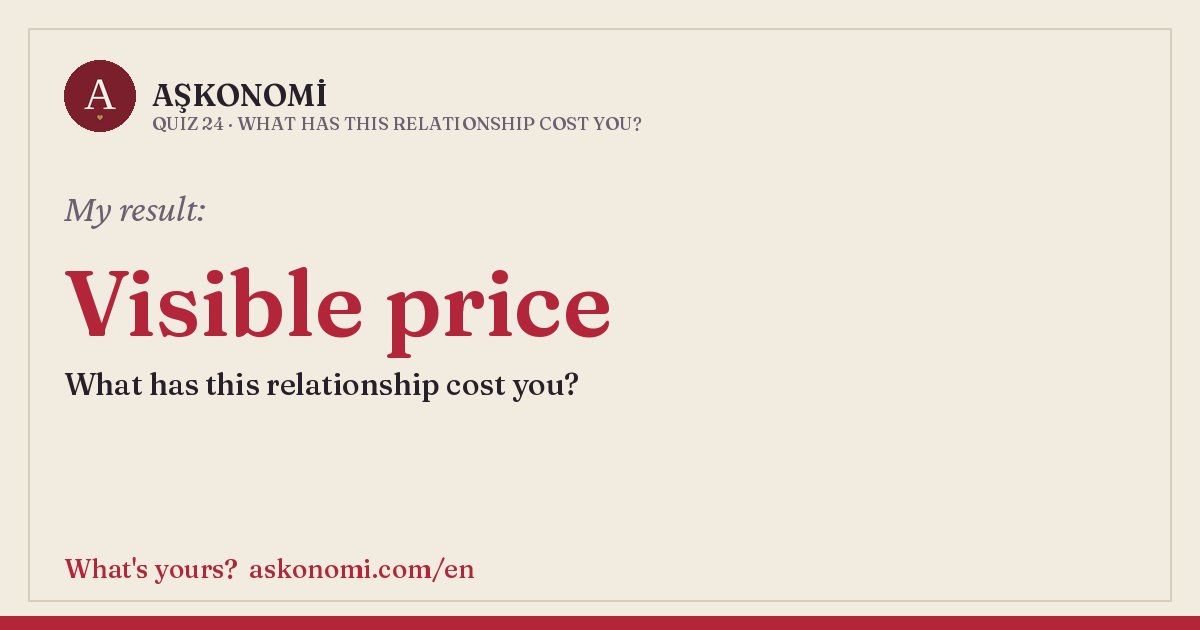 A
AŞKONOMİ
QUIZ 24 · WHAT HAS THIS RELATIONSHIP COST YOU?
My result:
Visible price
What has this relationship cost you?
What's yours? askonomi.com/en